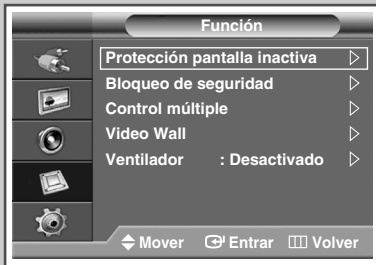 Función
Protección pantalla inactiva
Bloqueo de seguridad
Control múltiple
Video Wall
Ventilador : Desactivado
Mover Entrar Volver